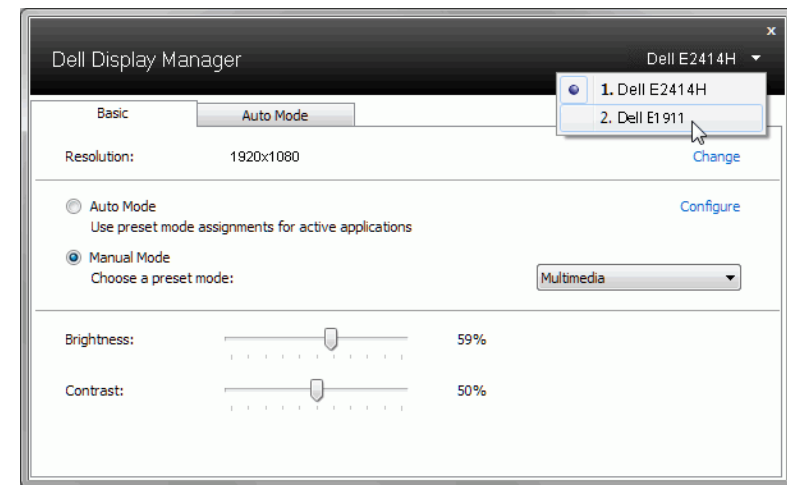 x
Dell Display Manager
Dell E2414H
1. Dell E2414H
2. Dell E1911
Basic
Auto Mode
Resolution:
1920x1080
Change
Auto Mode
Configure
Use preset mode assignments for active applications
Manual Mode
Choose a preset mode:
Multimedia
Brightness:
59%
Contrast:
50%